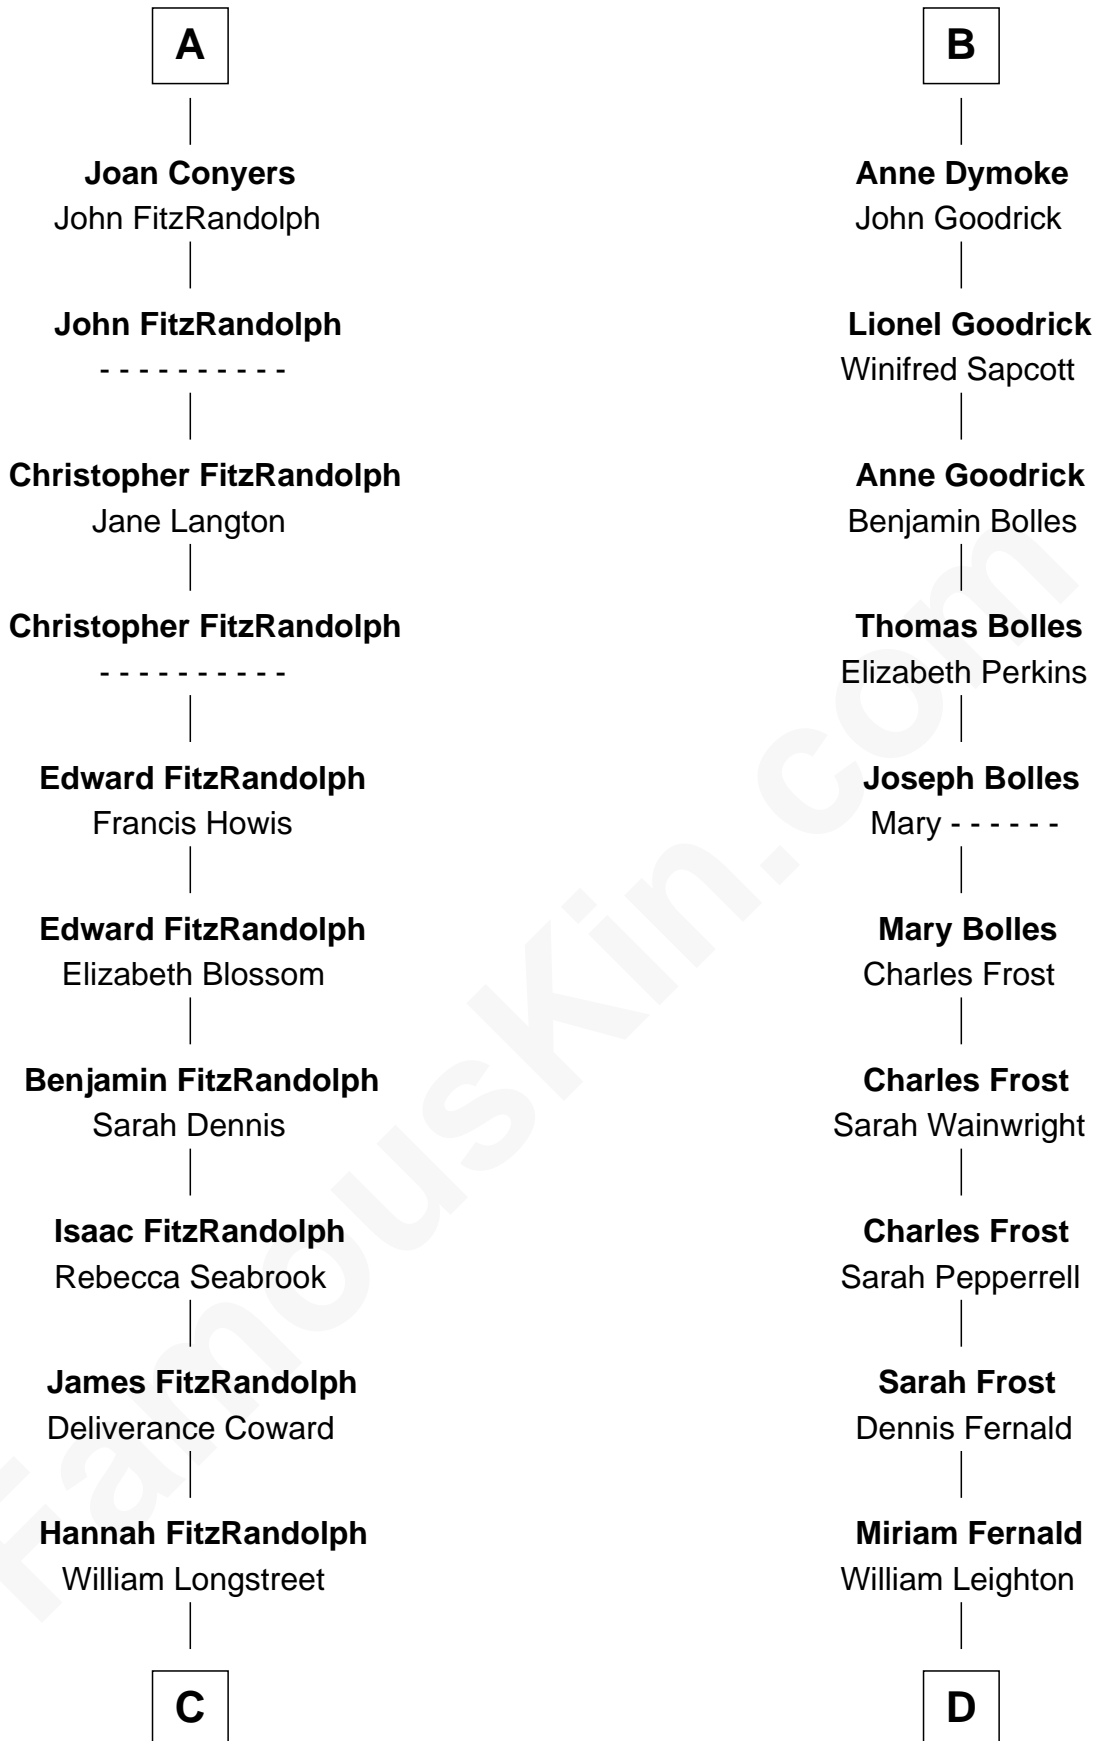 A
Joan Conyers
John FitzRandolph
John FitzRandolph
- - - - - - - - - -
Christopher FitzRandolph
Jane Langton
Christopher FitzRandolph
- - - - - - - - - -
Edward FitzRandolph
Francis Howis
Edward FitzRandolph
Elizabeth Blossom
Benjamin FitzRandolph
Sarah Dennis
Isaac FitzRandolph
Rebecca Seabrook
James FitzRandolph
Deliverance Coward
Hannah FitzRandolph
William Longstreet
C
B
Anne Dymoke
John Goodrick
Lionel Goodrick
Winifred Sapcott
Anne Goodrick
Benjamin Bolles
Thomas Bolles
Elizabeth Perkins
Joseph Bolles
Mary - - - - - -
Mary Bolles
Charles Frost
Charles Frost
Sarah Wainwright
Charles Frost
Sarah Pepperrell
Sarah Frost
Dennis Fernald
Miriam Fernald
William Leighton
D
FamousKin.com